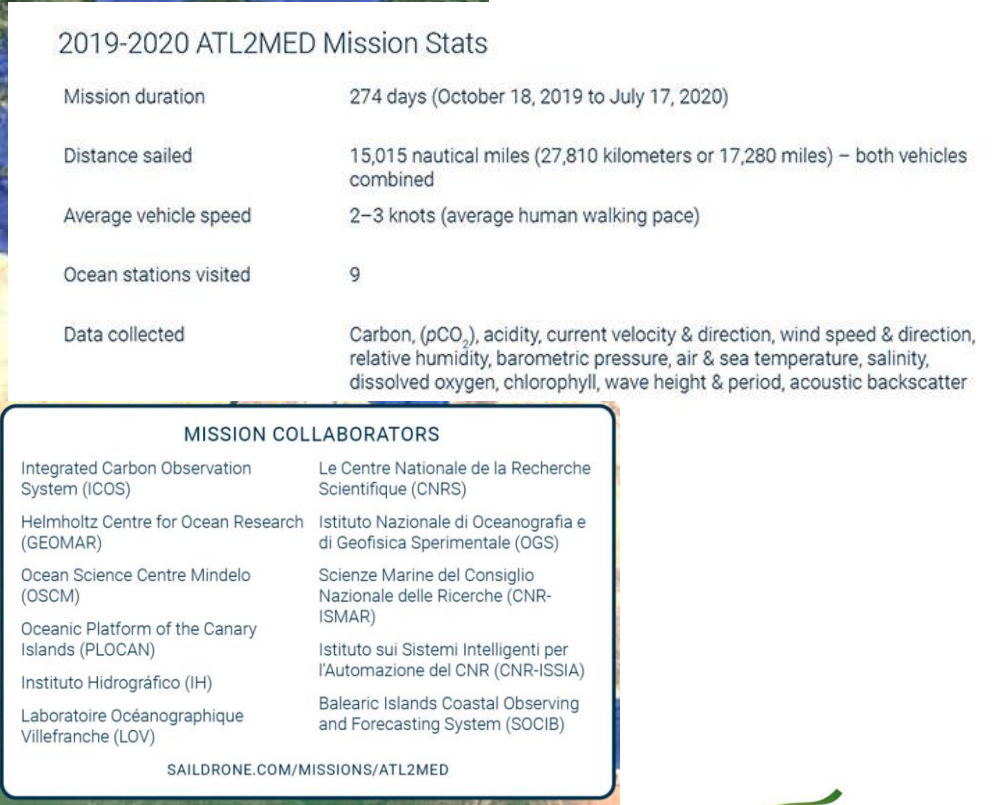 2019-2020 ATL2MED Mission Stats
Mission duration 274 days (October 18, 2019 to July 17, 2020)
Distance sailed 15,015 nautical miles (27,810 kilometers or 17,280 miles) – both vehicles
combined
Average vehicle speed 2–3 knots (average human walking pace)
Ocean stations visited 9
Data collected Carbon, (pCO₂), acidity, current velocity & direction, wind speed & direction,
relative humidity, barometric pressure, air & sea temperature, salinity,
dissolved oxygen, chlorophyll, wave height & period, acoustic backscatter
MISSION COLLABORATORS
Integrated Carbon Observation
System (ICOS)
Helmholtz Centre for Ocean Research
(GEOMAR)
Ocean Science Centre Mindelo
(OSCM)
Oceanic Platform of the Canary
Islands (PLOCAN)
Instituto Hidrográfico (IH)
Laboratoire Océanographique
Villefranche (LOV)
Le Centre Nationale de la Recherche
Scientifique (CNRS)
Istituto Nazionale di Oceanografia e
di Geofisica Sperimentale (OGS)
Scienze Marine del Consiglio
Nazionale delle Ricerche (CNR-
ISMAR)
Istituto sui Sistemi Intelligenti per
l'Automazione del CNR (CNR-ISSIA)
Balearic Islands Coastal Observing
and Forecasting System (SOCIB)
SAILDRONE.COM/MISSIONS/ATL2MED